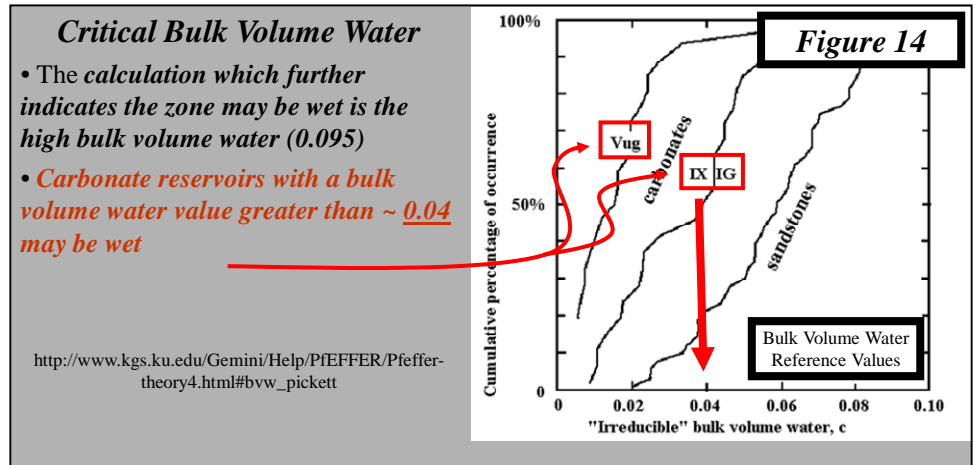 Critical Bulk Volume Water
• The calculation which further
indicates the zone may be wet is the
high bulk volume water (0.095)
• Carbonate reservoirs with a bulk
volume water value greater than ~ 0.04
may be wet
http://www.kgs.ku.edu/Gemini/Help/PfEFFER/Pfeffer-
theory4.html#bvw_pickett
Figure 14
100%
50%
0
Cumulative percentage of occurrence
Vug
carbonates
IX IG
sandstones
Bulk Volume Water
Reference Values
0 0.02 0.04 0.06 0.08 0.10
"Irreducible" bulk volume water, c